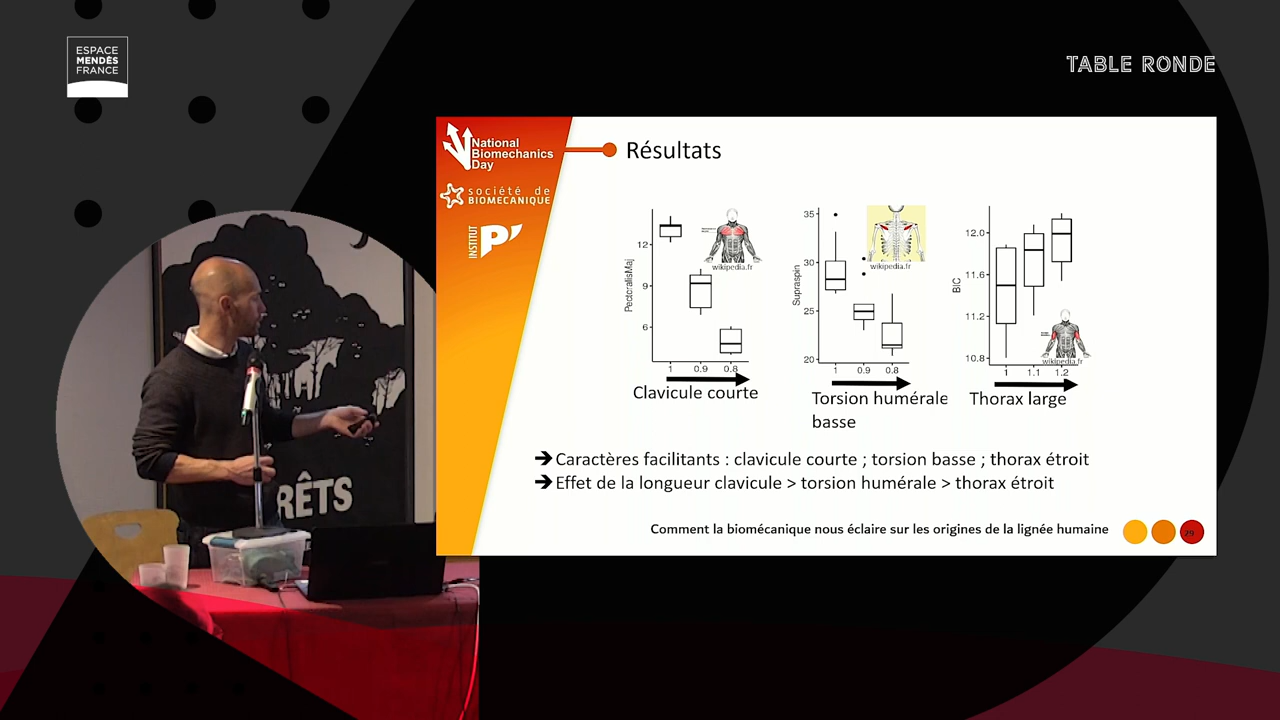 ESPACE
MENDÈS
FRANCE
TABLE RONDE
National
Biomechanics
Day
société de
BIOMECANIQUE
INSTITUT
P'
Résultats
PectoralisMaj
12
9
6
1 0.9 0.8
wikipedia.fr
Clavicule courte
Supraspin
35
30
25
20
1 0.9 0.8
wikipedia.fr
Torsion humérale
basse
BIC
12.0
11.6
11.2
10.8
1 1.1 1.2
wikipedia.fr
Thorax large
➔ Caractères facilitants : clavicule courte ; torsion basse ; thorax étroit
➔ Effet de la longueur clavicule > torsion humérale > thorax étroit
Comment la biomécanique nous éclaire sur les origines de la lignée humaine
RÊTS